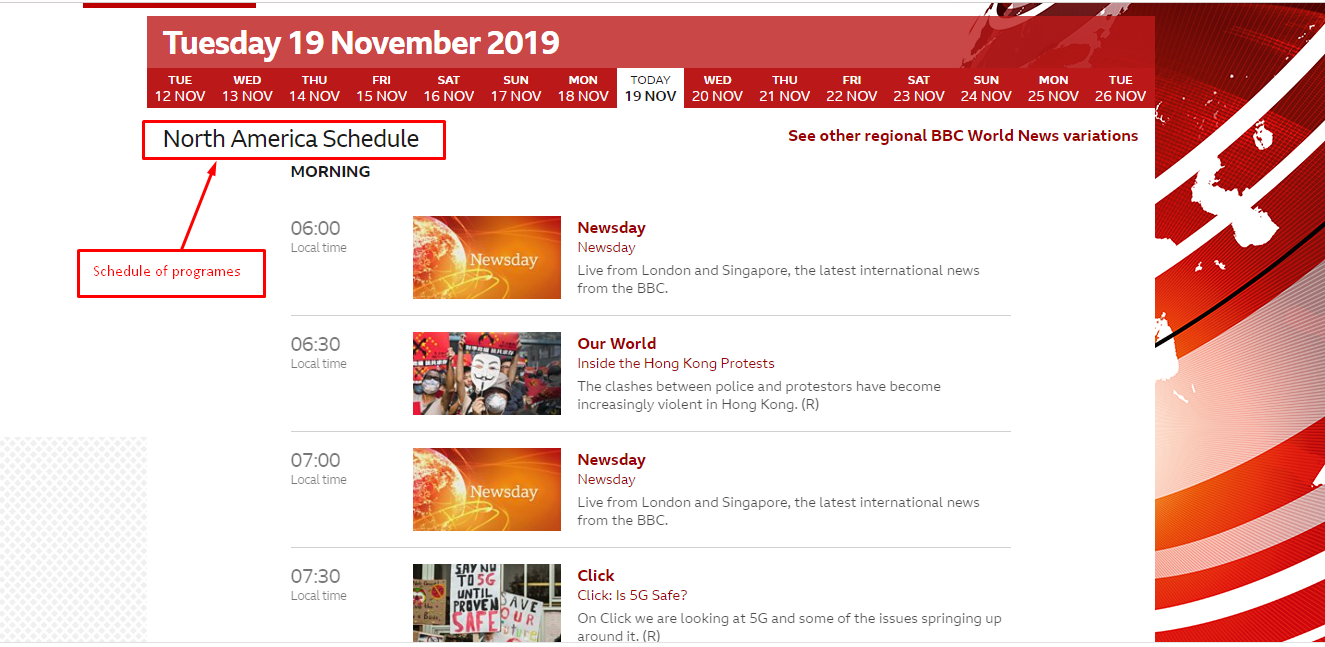 Tuesday 19 November 2019
TUE WED THU FRI SAT SUN MON TODAY WED THU FRI SAT SUN MON TUE
12 NOV 13 NOV 14 NOV 15 NOV 16 NOV 17 NOV 18 NOV 19 NOV 20 NOV 21 NOV 22 NOV 23 NOV 24 NOV 25 NOV 26 NOV
North America Schedule
See other regional BBC World News variations
MORNING
Schedule of programes
06:00
Local time
Newsday
Newsday
Newsday
Live from London and Singapore, the latest international news
from the BBC.
06:30
Local time
Our World
Inside the Hong Kong Protests
The clashes between police and protestors have become
increasingly violent in Hong Kong. (R)
07:00
Local time
Newsday
Newsday
Newsday
Live from London and Singapore, the latest international news
from the BBC.
07:30
Local time
SAY NO
TO 5G
UNTIL
PROVEN
SAFE
SAVE
OUR
Click
Click: Is 5G Safe?
On Click we are looking at 5G and some of the issues springing up
around it. (R)